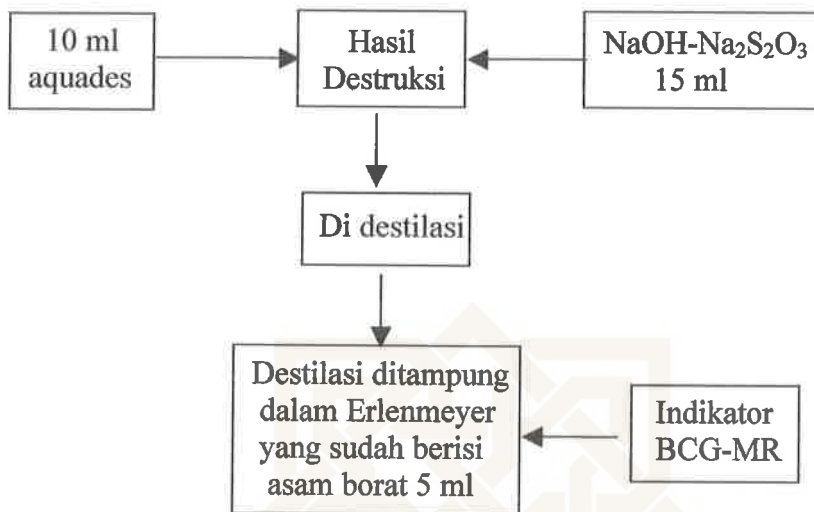 10 ml
aquades
Hasil
Destruksi
NaOH-Na₂S₂O₃
15 ml
Di destilasi
Destilasi ditampung
dalam Erlenmeyer
yang sudah berisi
asam borat 5 ml
Indikator
BCG-MR